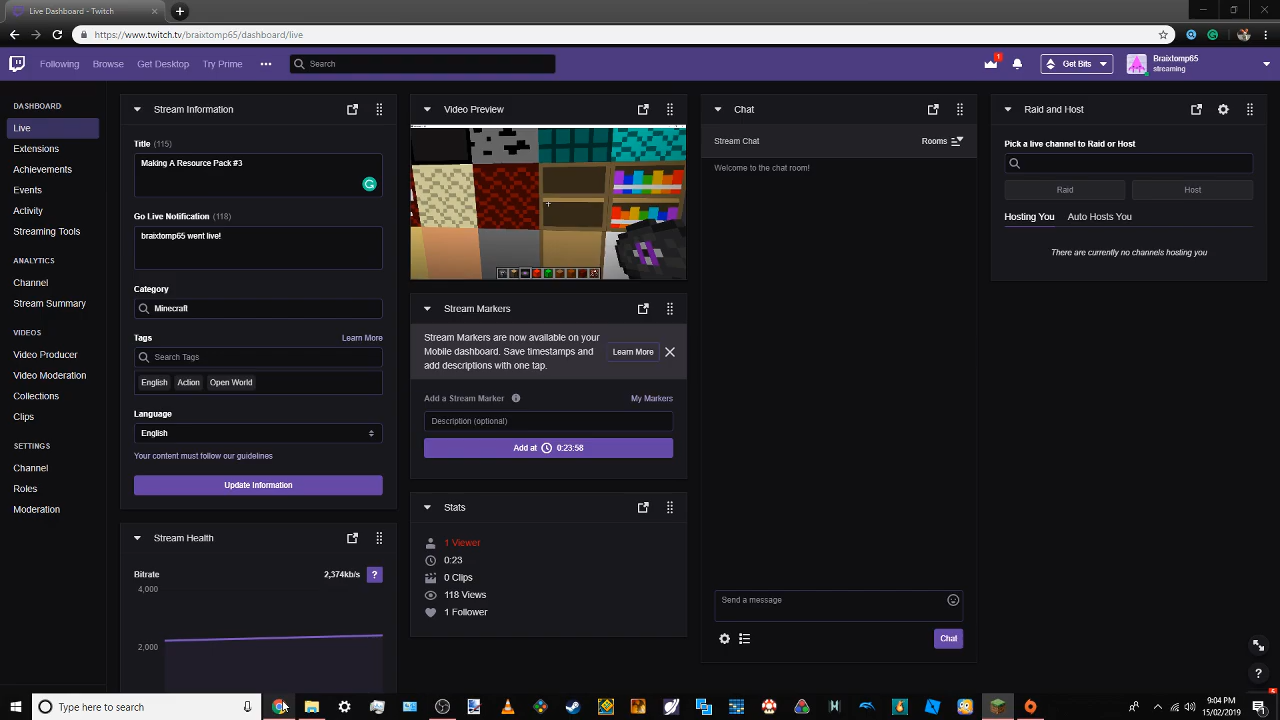 Live Dashboard - Twitch
https://www.twitch.tv/braixtomp65/dashboard/live
Following
Browse
Get Desktop
Try Prime
Search
1
Get Bits
Braixtomp65
streaming
DASHBOARD
Live
Extensions
Achievements
Events
Activity
Streaming Tools
ANALYTICS
Channel
Stream Summary
VIDEOS
Video Producer
Video Moderation
Collections
Clips
SETTINGS
Channel
Roles
Moderation
Stream Information
Title (115)
Making A Resource Pack #3
Go Live Notification (118)
braixtomp65 went live!
Category
Minecraft
Tags
Learn More
Search Tags
English Action Open World
Language
English
Your content must follow our guidelines
Update Information
Stream Health
Bitrate
2,374kb/s
?
4,000
2,000
Video Preview
Stream Markers
Stream Markers are now available on your
Mobile dashboard. Save timestamps and
add descriptions with one tap.
Learn More
Add a Stream Marker
My Markers
Description (optional)
Add at 0:23:58
Stats
1 Viewer
0:23
0 Clips
118 Views
1 Follower
Chat
Stream Chat
Rooms
Welcome to the chat room!
Send a message
Chat
Raid and Host
Pick a live channel to Raid or Host
Raid
Host
Hosting You
Auto Hosts You
There are currently no channels hosting you
?
Type here to search
9:04 PM
15/02/2019